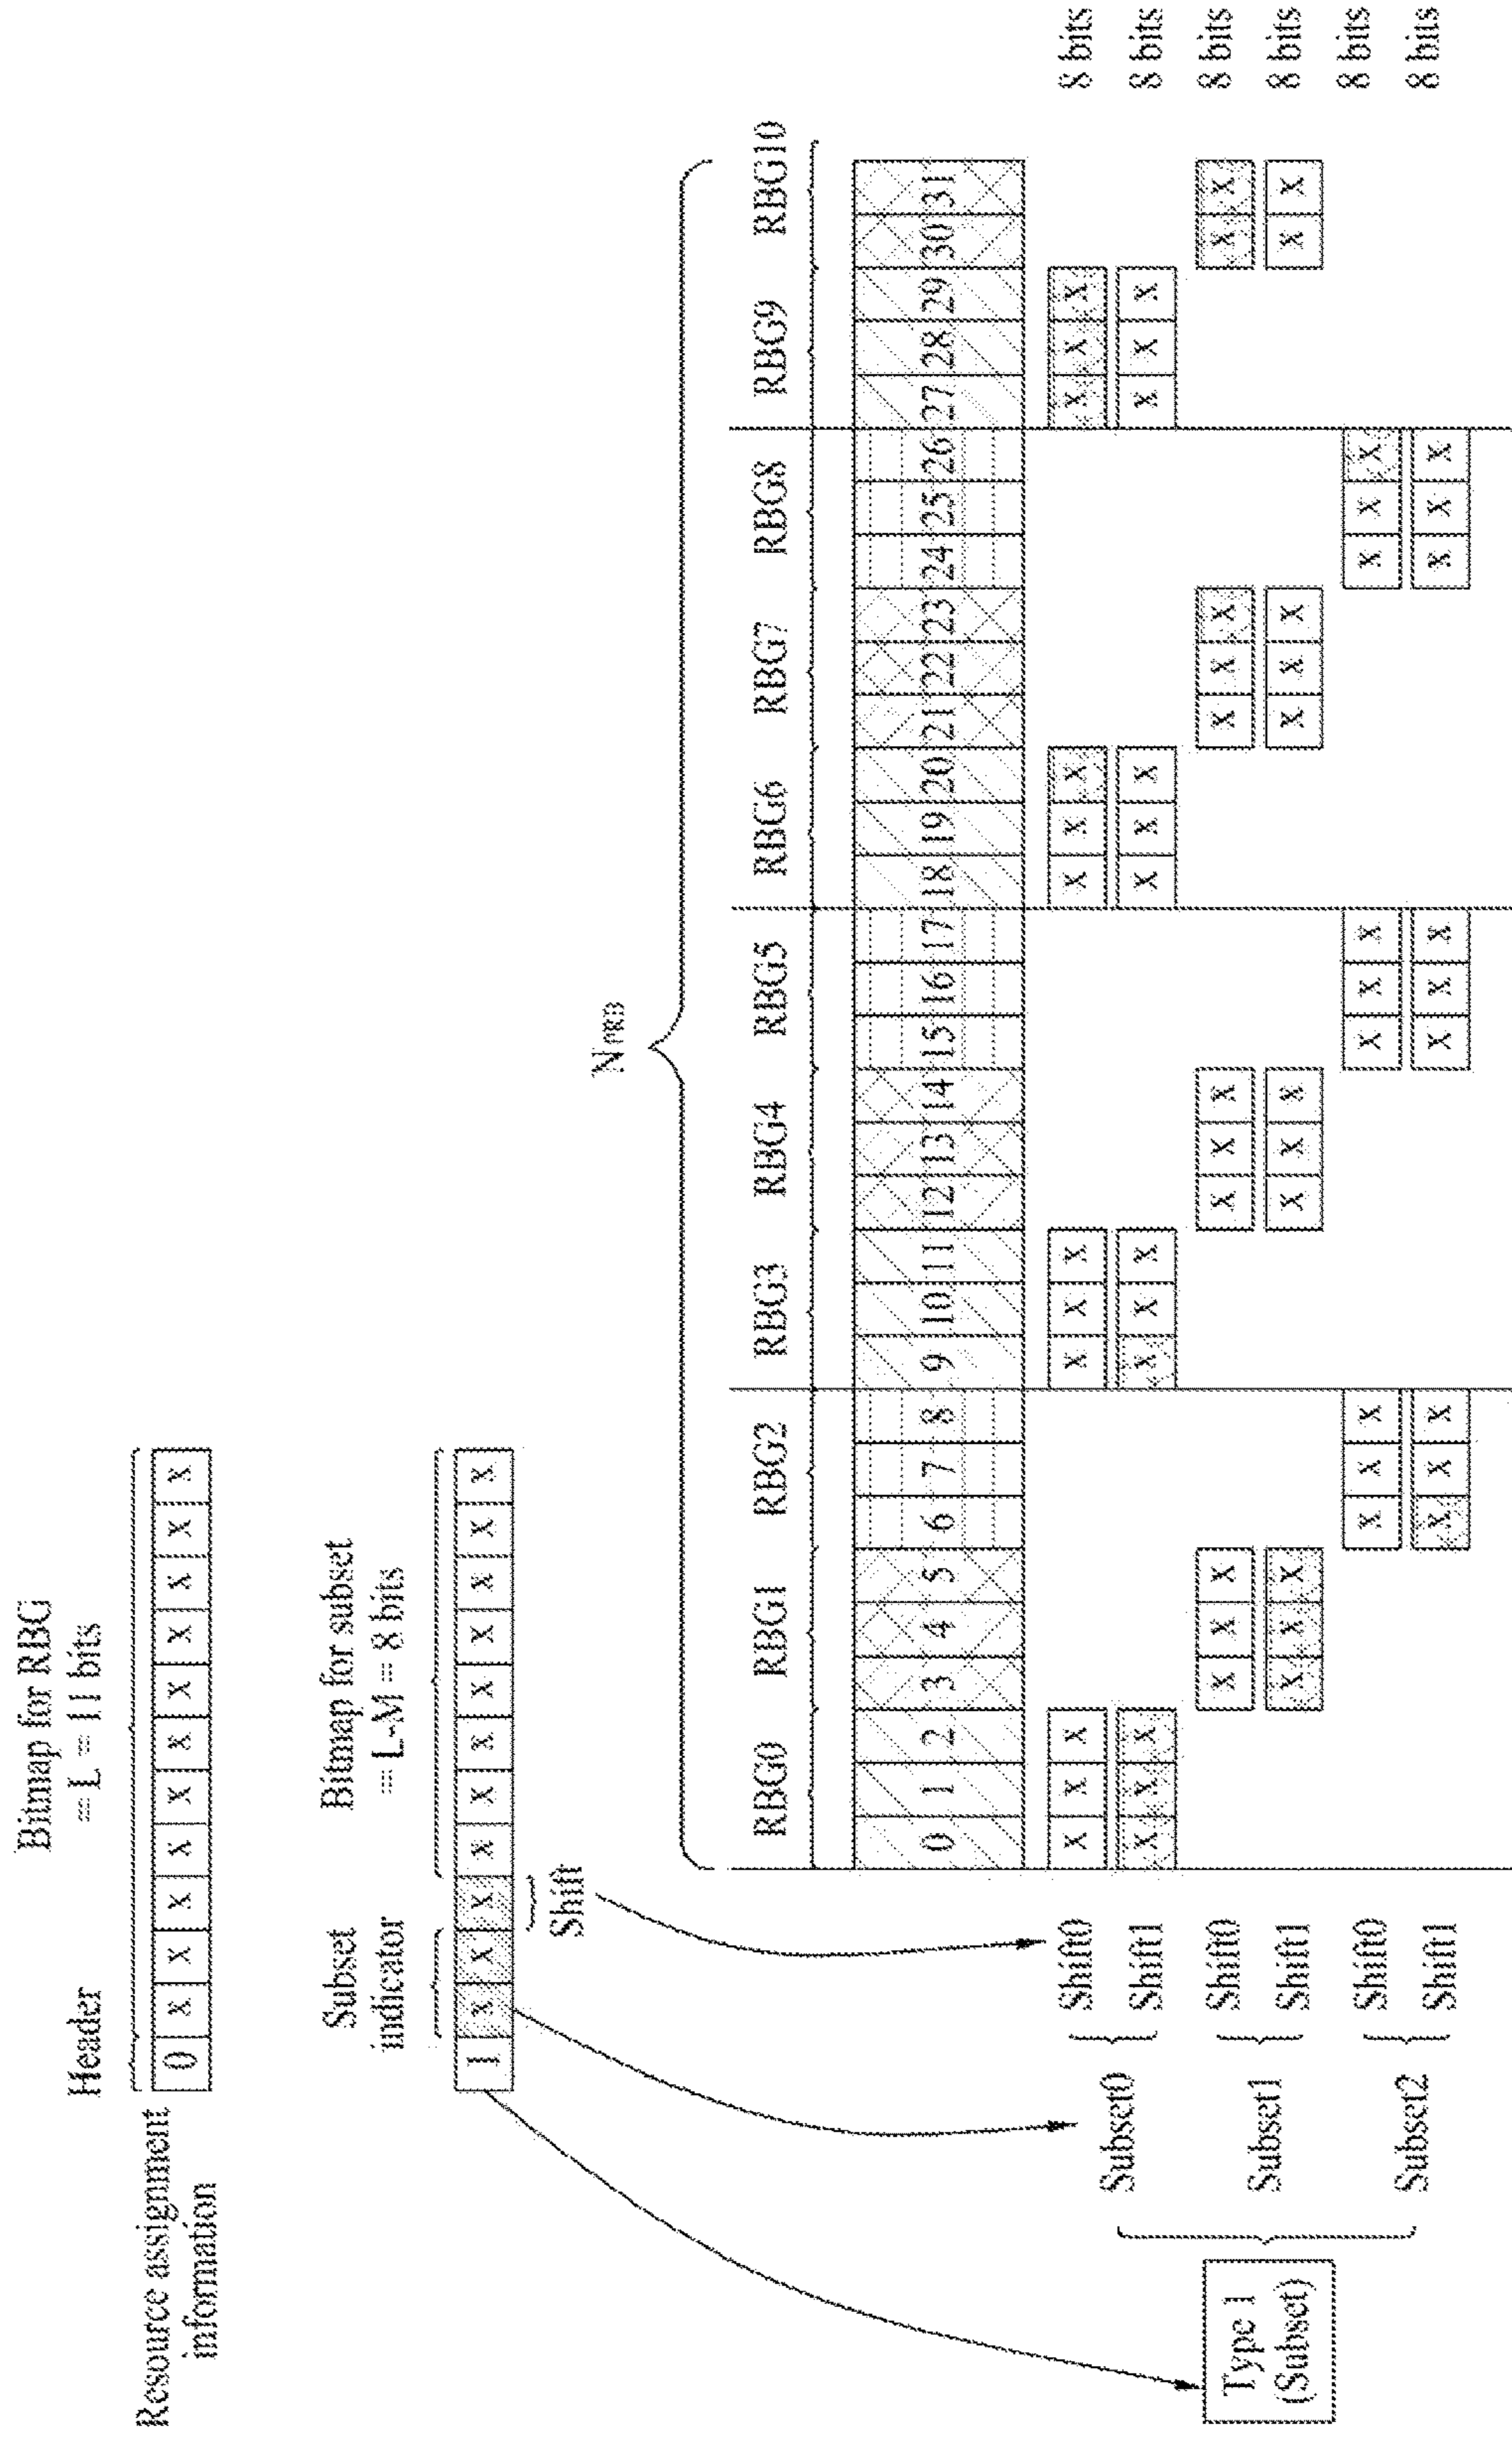 Bitmap for RBG
= L = 11 bits
Header
Resource assignment
information
0 x x x x x x x x x x x
Subset
indicator
Bitmap for subset
= L-M = 8 bits
1 x x x x x x x x x x x
Shift
NPRB
RBG0 RBG1 RBG2 RBG3 RBG4 RBG5 RBG6 RBG7 RBG8 RBG9 RBG10
0 1 2 3 4 5 6 7 8 9 10 11 12 13 14 15 16 17 18 19 20 21 22 23 24 25 26 27 28 29 30 31
Type 1
(Subset)
Subset0
Shift0 x x x x x x x x x x x x 8 bits
Shift1 x x x x x x x x x x x x 8 bits
Subset1
Shift0 x x x x x x x x x x x 8 bits
Shift1 x x x x x x x x x x x 8 bits
Subset2
Shift0 x x x x x x x x x 8 bits
Shift1 x x x x x x x x x 8 bits